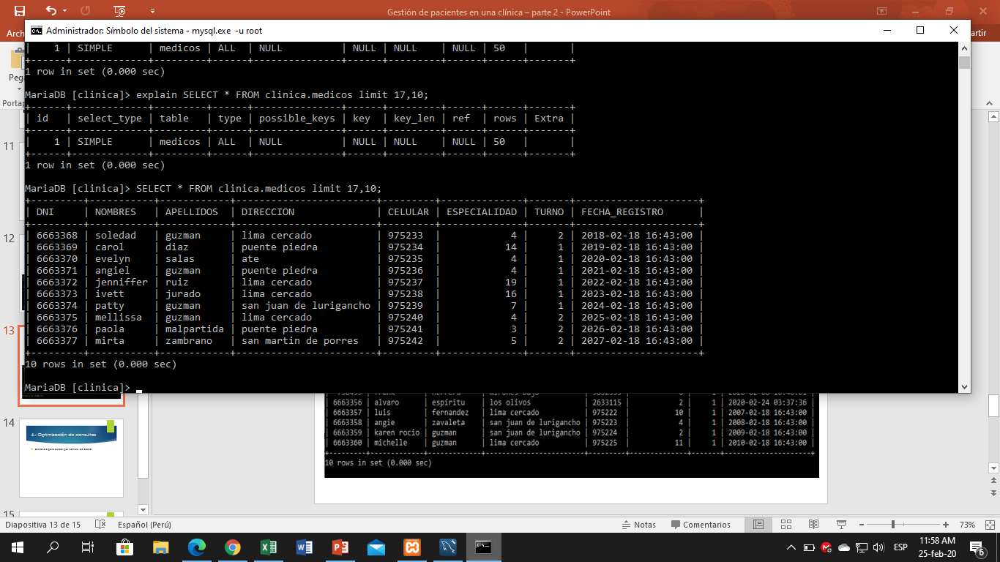 Gestión de pacientes en una clínica – parte 2 - PowerPoint
Administrador: Símbolo del sistema - mysql.exe  -u root
|    1 | SIMPLE      | medicos | ALL  | NULL          | NULL | NULL    | NULL | 50   |       |
+------+-------------+---------+------+---------------+------+---------+------+------+-------+
1 row in set (0.000 sec)
MariaDB [clinica]> explain SELECT * FROM clinica.medicos limit 17,10;
+------+-------------+---------+------+---------------+------+---------+------+------+-------+
| id   | select_type | table   | type | possible_keys | key  | key_len | ref  | rows | Extra |
+------+-------------+---------+------+---------------+------+---------+------+------+-------+
|    1 | SIMPLE      | medicos | ALL  | NULL          | NULL | NULL    | NULL | 50   |       |
+------+-------------+---------+------+---------------+------+---------+------+------+-------+
1 row in set (0.000 sec)
MariaDB [clinica]> SELECT * FROM clinica.medicos limit 17,10;
+---------+-----------+------------+------------------------+---------+--------------+-------+---------------------+
| DNI     | NOMBRES   | APELLIDOS  | DIRECCION              | CELULAR | ESPECIALIDAD | TURNO | FECHA_REGISTRO      |
+---------+-----------+------------+------------------------+---------+--------------+-------+---------------------+
| 6663368 | soledad   | guzman     | lima cercado           | 975233  |            4 |     2 | 2018-02-18 16:43:00 |
| 6663369 | carol     | diaz       | puente piedra          | 975234  |           14 |     1 | 2019-02-18 16:43:00 |
| 6663370 | evelyn    | salas      | ate                    | 975235  |            4 |     1 | 2020-02-18 16:43:00 |
| 6663371 | angiel    | guzman     | puente piedra          | 975236  |            4 |     1 | 2021-02-18 16:43:00 |
| 6663372 | jenniffer | ruiz       | lima cercado           | 975237  |           19 |     1 | 2022-02-18 16:43:00 |
| 6663373 | ivett     | jurado     | lima cercado           | 975238  |           16 |     1 | 2023-02-18 16:43:00 |
| 6663374 | patty     | guzman     | san juan de lurigancho | 975239  |            7 |     1 | 2024-02-18 16:43:00 |
| 6663375 | mellissa  | guzman     | lima cercado           | 975240  |            4 |     2 | 2025-02-18 16:43:00 |
| 6663376 | paola     | malpartida | puente piedra          | 975241  |            3 |     2 | 2026-02-18 16:43:00 |
| 6663377 | mirta     | zambrano   | san martin de porres   | 975242  |            5 |     2 | 2027-02-18 16:43:00 |
+---------+-----------+------------+------------------------+---------+--------------+-------+---------------------+
10 rows in set (0.000 sec)
MariaDB [clinica]>
| 6663356 | alvaro      | espíritu  | los olivos             | 2633115 |  2 | 1 | 2020-02-24 03:37:36 |
| 6663357 | luis        | fernandez | lima cercado           | 975222  | 10 | 1 | 2007-02-18 16:43:00 |
| 6663358 | angie       | zavaleta  | san juan de lurigancho | 975223  |  4 | 1 | 2008-02-18 16:43:00 |
| 6663359 | karen rocio | guzman    | san juan de lurigancho | 975224  |  2 | 1 | 2009-02-18 16:43:00 |
| 6663360 | michelle    | guzman    | lima cercado           | 975225  | 11 | 1 | 2010-02-18 16:43:00 |
10 rows in set (0.000 sec)
Arch
artir
Pega
Portap
11
12
13
14
4.- Optimización de consultas
15
Diapositiva 13 de 15
Español (Perú)
Notas
Comentarios
73%
ESP
11:58 AM
25-feb-20
6